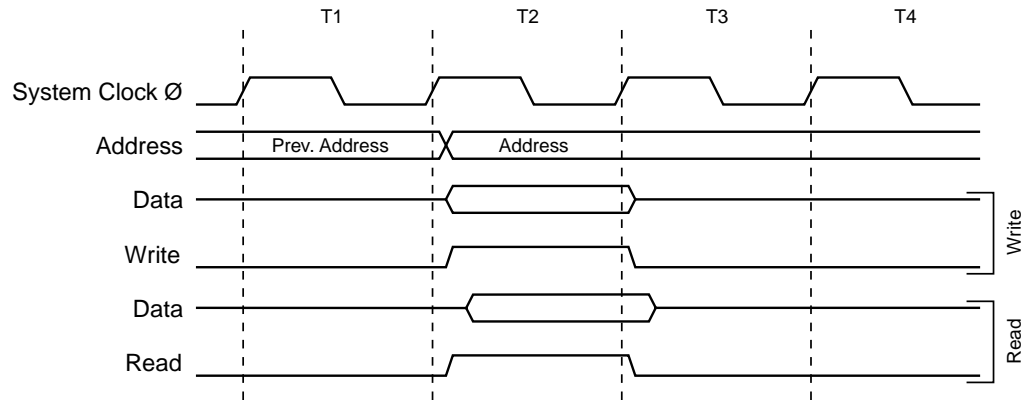 T1 T2 T3 T4
System Clock Ø
Address Prev. Address Address
Data
Write
Write
Data
Read
Read